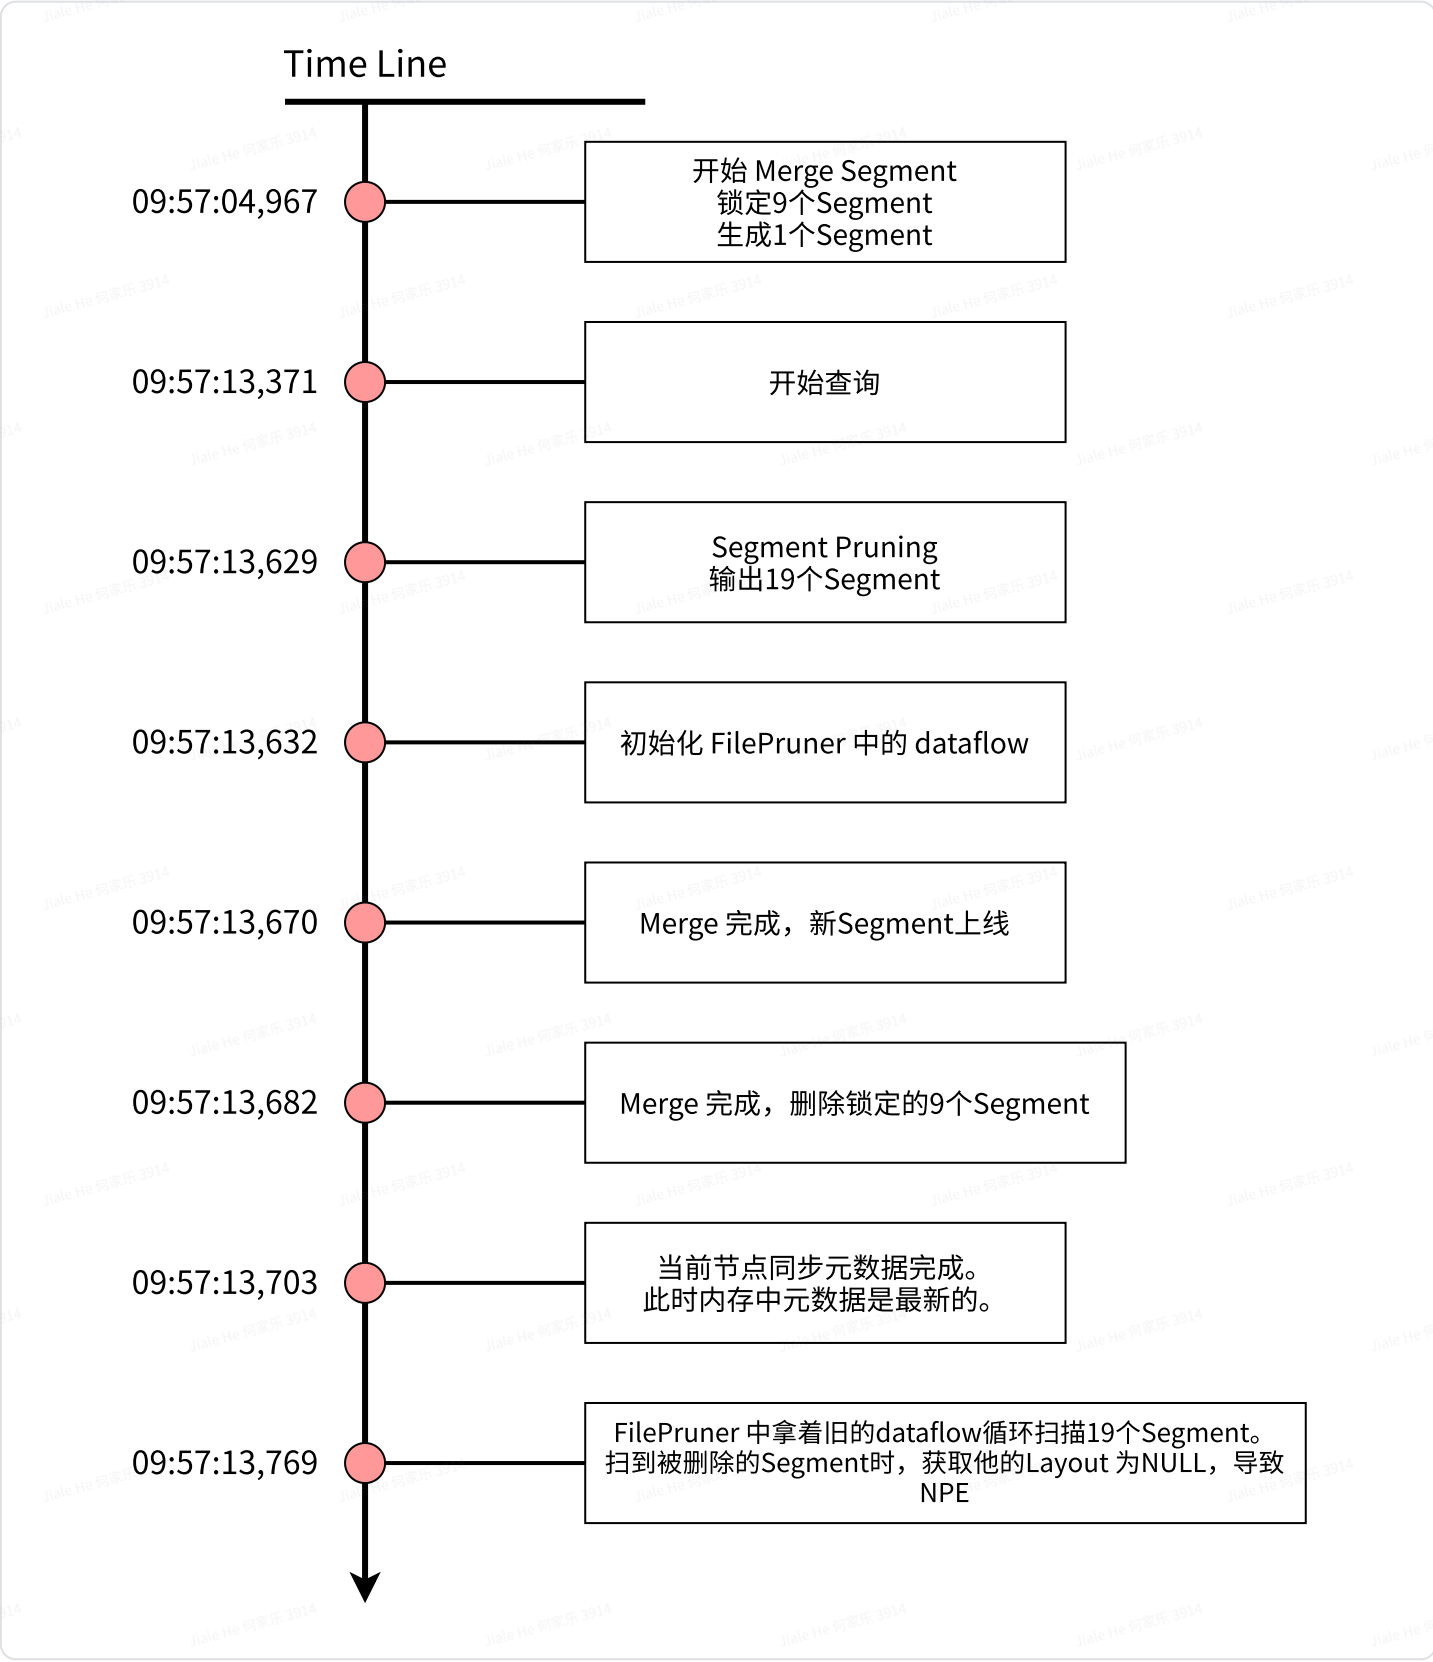 Time Line
09:57:04,967
开始 Merge Segment
锁定9个Segment
生成1个Segment
09:57:13,371
开始查询
09:57:13,629
Segment Pruning
输出19个Segment
09:57:13,632
初始化 FilePruner 中的 dataflow
09:57:13,670
Merge 完成，新Segment上线
09:57:13,682
Merge 完成，删除锁定的9个Segment
09:57:13,703
当前节点同步元数据完成。
此时内存中元数据是最新的。
09:57:13,769
FilePruner 中拿着旧的dataflow循环扫描19个Segment。
扫到被删除的Segment时，获取他的Layout 为NULL，导致
NPE
Jiale He 何家乐 3914